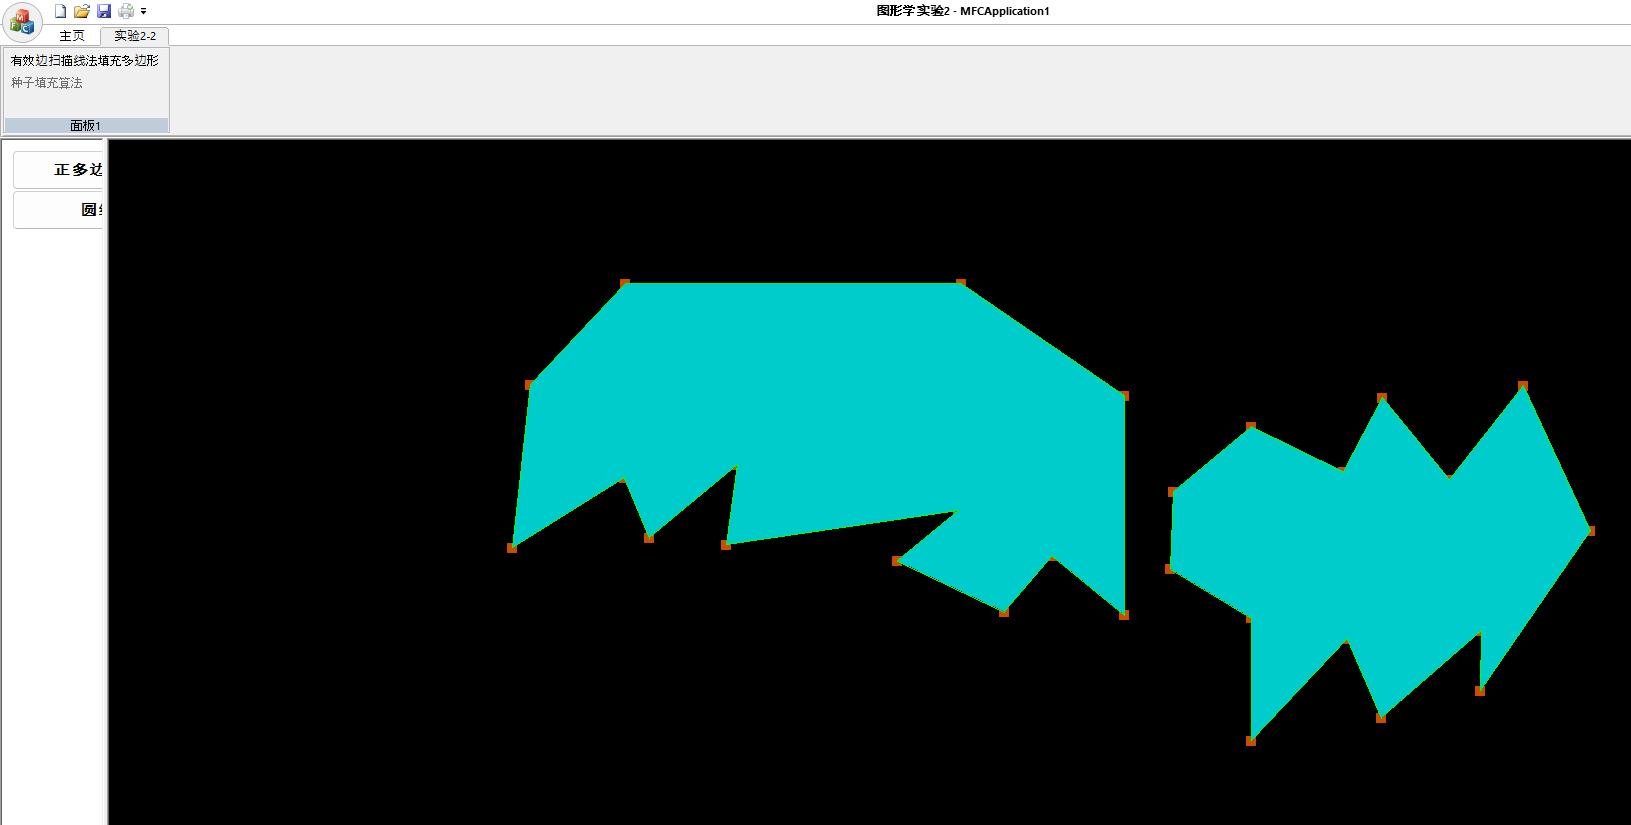 图形学实验2 - MFCApplication1
主页
实验2-2
有效边扫描线法填充多边形
种子填充算法
面板1
正多边
圆